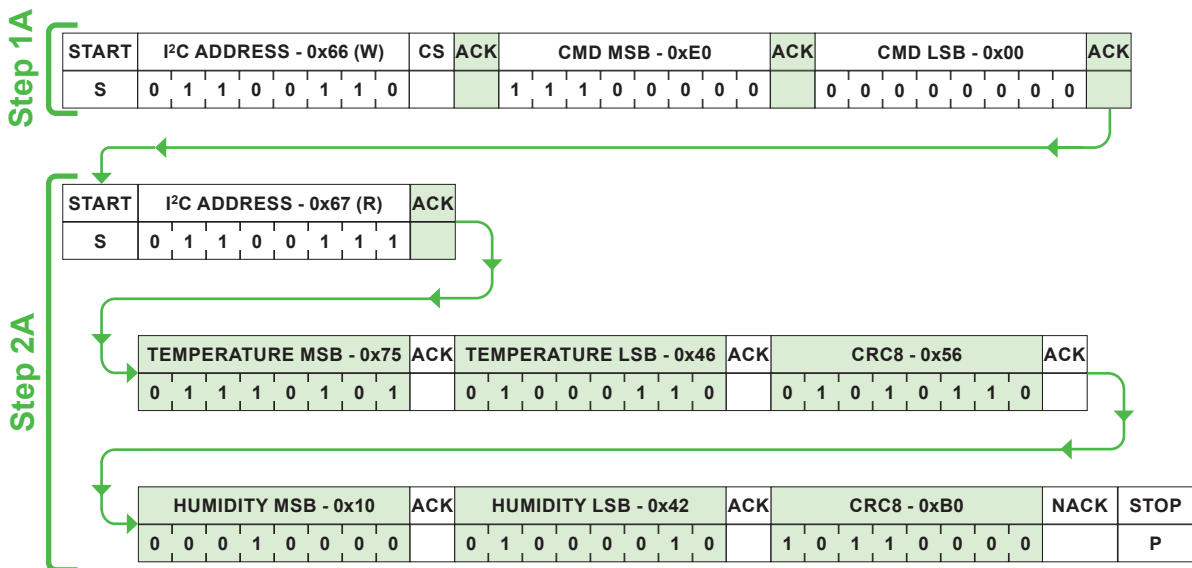 Step 1A
START I²C ADDRESS - 0x66 (W) CS ACK CMD MSB - 0xE0 ACK CMD LSB - 0x00 ACK
S 0 1 1 0 0 1 1 0 1 1 1 0 0 0 0 0 0 0 0 0 0 0 0 0
Step 2A
START I²C ADDRESS - 0x67 (R) ACK
S 0 1 1 0 0 1 1 1
TEMPERATURE MSB - 0x75 ACK TEMPERATURE LSB - 0x46 ACK CRC8 - 0x56 ACK
0 1 1 1 0 1 0 1 0 1 0 0 0 1 1 0 0 1 0 1 0 1 1 0
HUMIDITY MSB - 0x10 ACK HUMIDITY LSB - 0x42 ACK CRC8 - 0xB0 NACK STOP
0 0 0 1 0 0 0 0 0 1 0 0 0 0 1 0 1 0 1 1 0 0 0 0 P